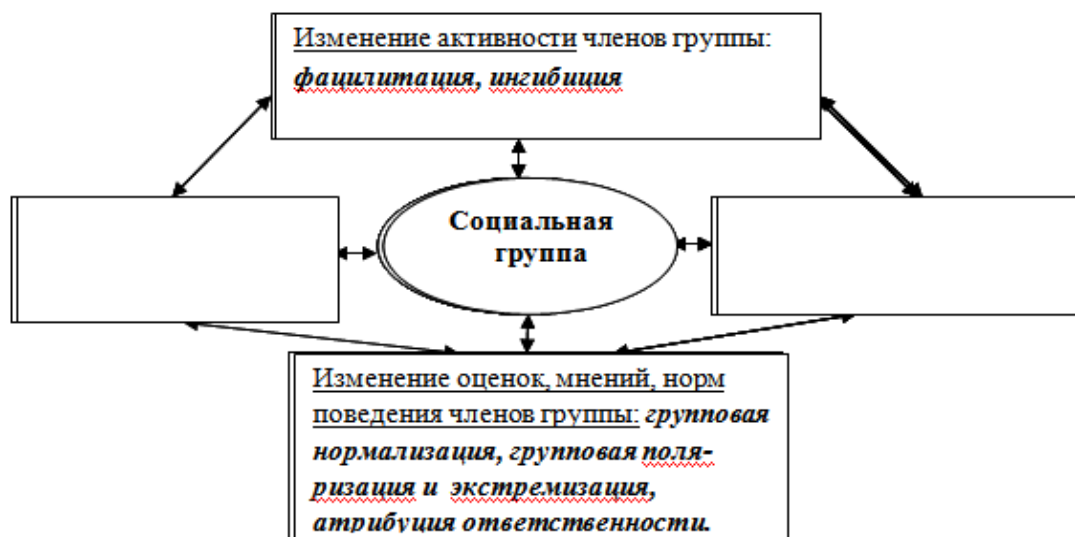 Изменение активности членов группы:
фацилитация, ингибиция
Социальная
группа
Изменение оценок, мнений, норм
поведения членов группы: групповая
нормализация, групповая поля-
ризация и экстремизация,
атрибуция ответственности.